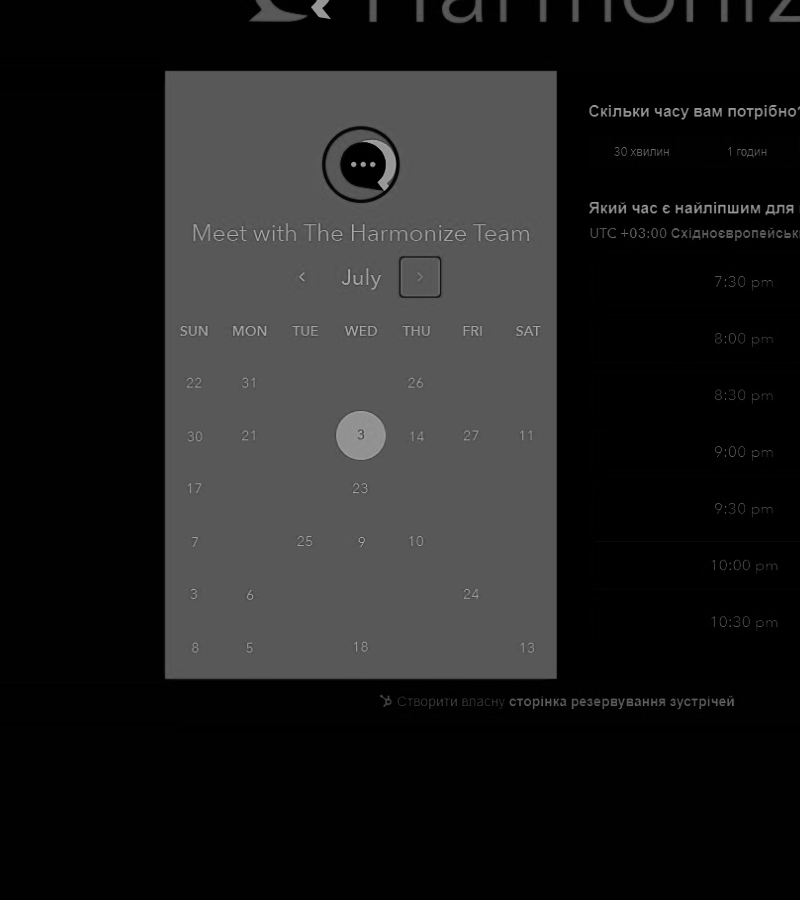 Harmoniz
Meet with The Harmonize Team
July
SUN MON TUE WED THU FRI SAT
22 31 26
30 21 3 14 27 11
17 23
7 25 9 10
3 6 24
8 5 18 13
Скільки часу вам потрібно?
30 хвилин 1 годин
Який час є найліпшим для
UTC +03:00 Східноєвропейськ
7:30 pm
8:00 pm
8:30 pm
9:00 pm
9:30 pm
10:00 pm
10:30 pm
Створити власну сторінка резервування зустрічей